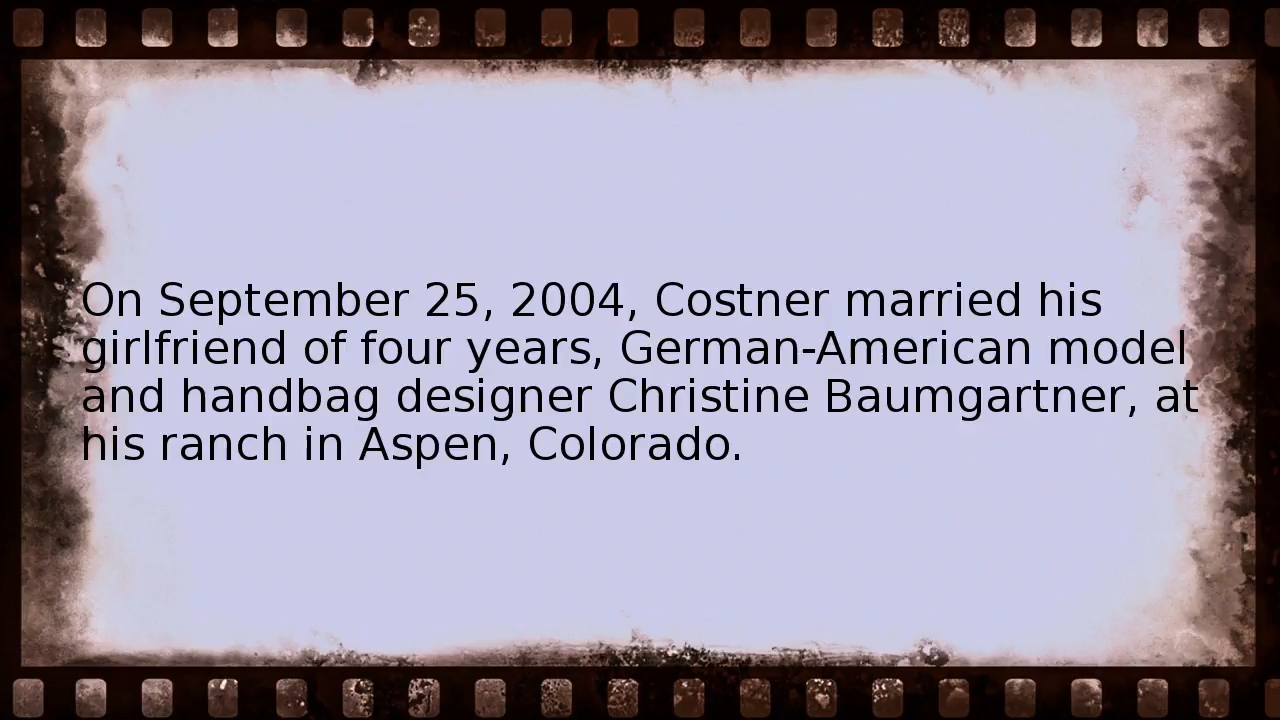 On September 25, 2004, Costner married his
girlfriend of four years, German-American model
and handbag designer Christine Baumgartner, at
his ranch in Aspen, Colorado.